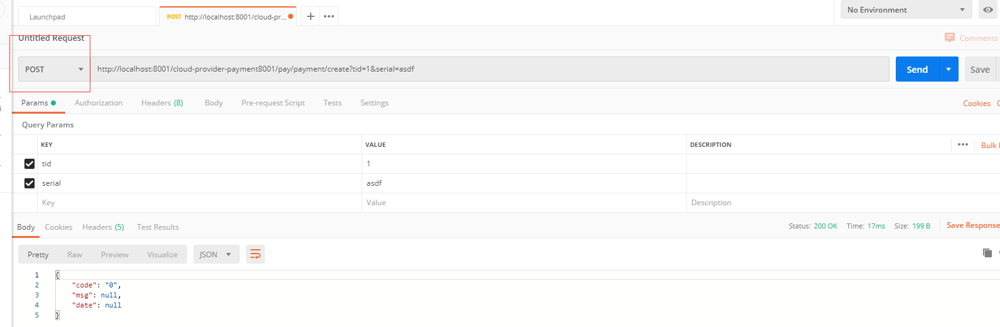 Launchpad
POST http://localhost:8001/cloud-pr...
No Environment
Untitled Request
Comments
POST http://localhost:8001/cloud-provider-payment8001/pay/payment/create?tid=1&serial=asdf
Send Save
Params Authorization Headers (8) Body Pre-request Script Tests Settings
Cookies
Query Params
KEY VALUE DESCRIPTION
Bulk
tid 1
serial asdf
Key Value Description
Body Cookies Headers (5) Test Results
Status: 200 OK Time: 17ms Size: 199 B
Save Response
Pretty Raw Preview Visualize JSON
1 {
2 "code": "0",
3 "msg": null,
4 "date": null
5 }